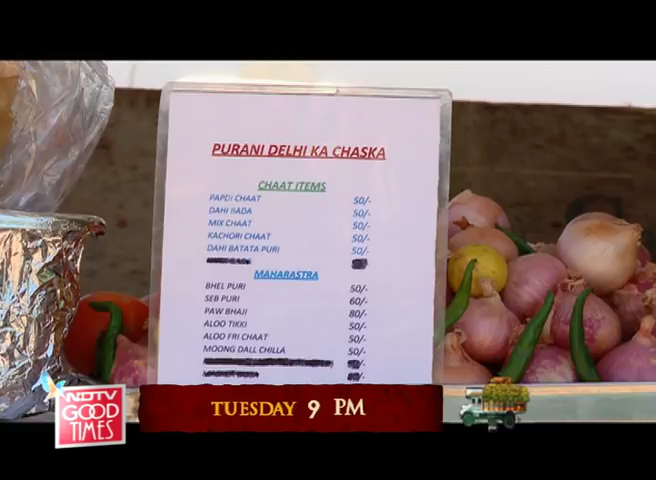 PURANI DELHI KA CHASKA
CHAAT ITEMS
PAPDI CHAAT 50/-
DAHI BADA 50/-
MIX CHAAT 50/-
KACHORI CHAAT 50/-
DAHI BATATA PURI 50/-
MAHARASTRA
BHEL PURI 50/-
SEB PURI 60/-
PAW BHAJI 80/-
ALOO TIKKI 50/-
ALOO FRI CHAAT 50/-
MOONG DALL CHILLA 50/-
NDTV
GOOD
TIMES
TUESDAY 9 PM